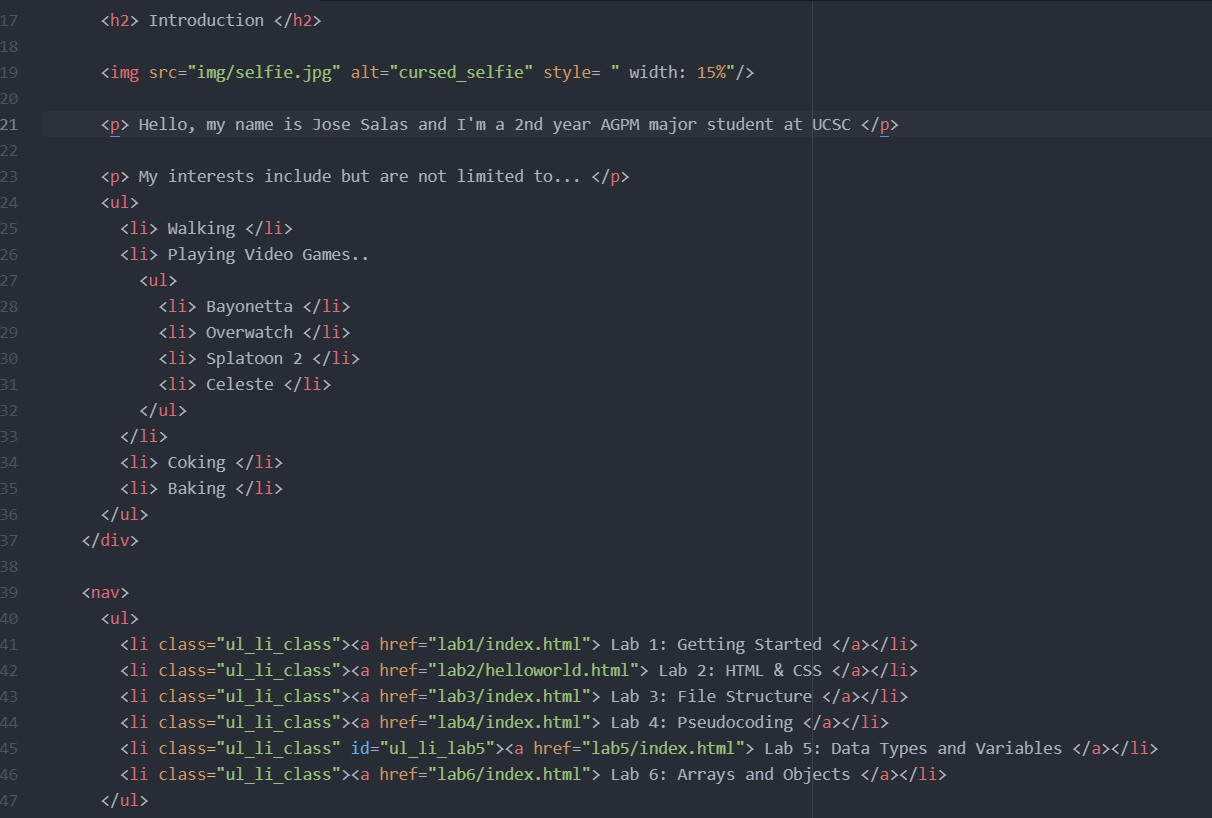 17 <h2> Introduction </h2>
18
19 <img src="img/selfie.jpg" alt="cursed_selfie" style= " width: 15%"/>
20
21 <p> Hello, my name is Jose Salas and I'm a 2nd year AGPM major student at UCSC </p>
22
23 <p> My interests include but are not limited to... </p>
24 <ul>
25 <li> Walking </li>
26 <li> Playing Video Games..
27 <ul>
28 <li> Bayonetta </li>
29 <li> Overwatch </li>
30 <li> Splatoon 2 </li>
31 <li> Celeste </li>
32 </ul>
33 </li>
34 <li> Coking </li>
35 <li> Baking </li>
36 </ul>
37 </div>
38
39 <nav>
40 <ul>
41 <li class="ul_li_class"><a href="lab1/index.html"> Lab 1: Getting Started </a></li>
42 <li class="ul_li_class"><a href="lab2/helloworld.html"> Lab 2: HTML & CSS </a></li>
43 <li class="ul_li_class"><a href="lab3/index.html"> Lab 3: File Structure </a></li>
44 <li class="ul_li_class"><a href="lab4/index.html"> Lab 4: Pseudocoding </a></li>
45 <li class="ul_li_class" id="ul_li_lab5"><a href="lab5/index.html"> Lab 5: Data Types and Variables </a></li>
46 <li class="ul_li_class"><a href="lab6/index.html"> Lab 6: Arrays and Objects </a></li>
47 </ul>